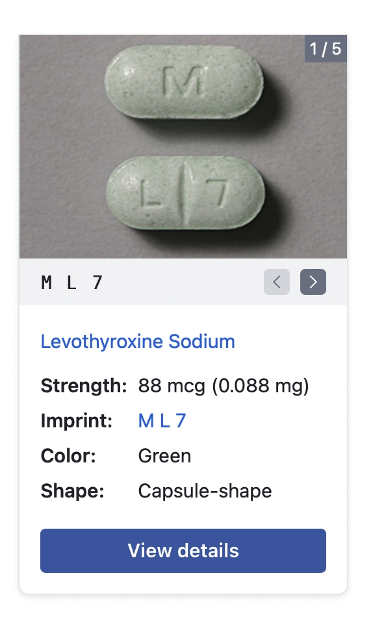 1 / 5
M
L 7
M L 7
Levothyroxine Sodium
Strength: 88 mcg (0.088 mg)
Imprint: M L 7
Color: Green
Shape: Capsule-shape
View details